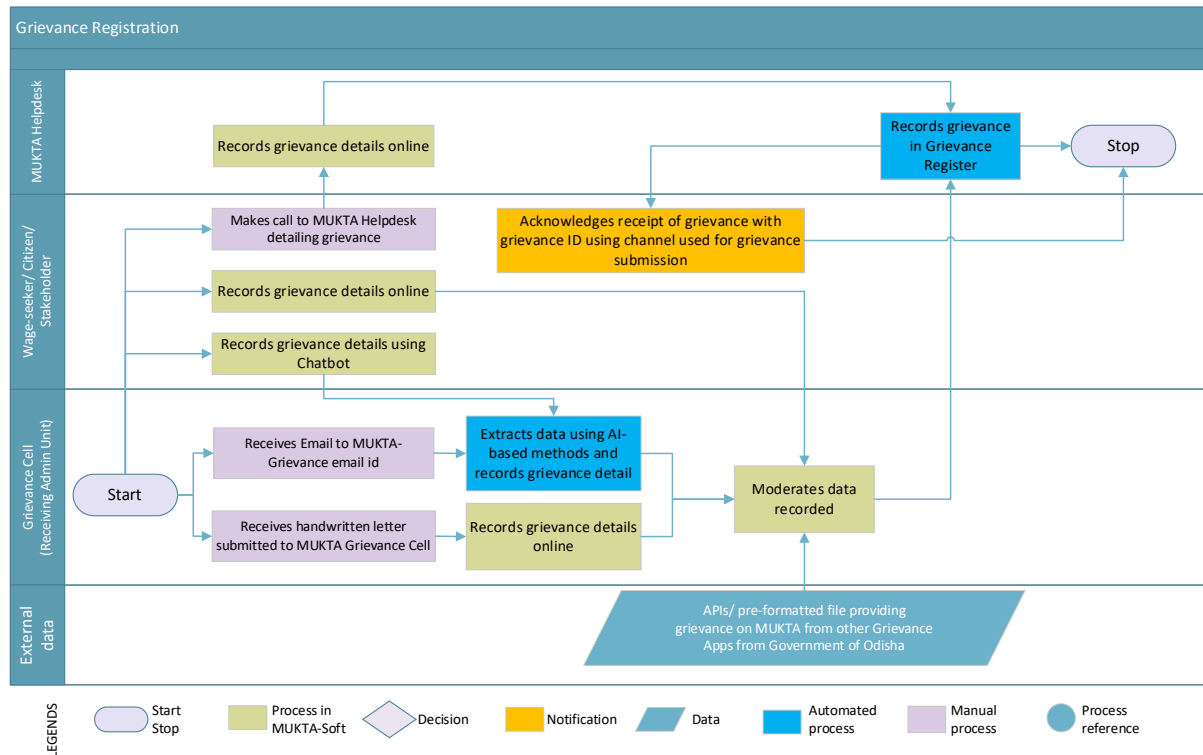 Grievance Registration
MUKTA Helpdesk
Records grievance details online
Records grievance
in Grievance
Register
Stop
Wage-seeker/ Citizen/
Stakeholder
Makes call to MUKTA Helpdesk
detailing grievance
Acknowledges receipt of grievance with
grievance ID using channel used for grievance
submission
Records grievance details online
Records grievance details using
Chatbot
Grievance Cell
(Receiving Admin Unit)
Start
Receives Email to MUKTA-
Grievance email id
Extracts data using AI-
based methods and
records grievance detail
Receives handwritten letter
submitted to MUKTA Grievance Cell
Records grievance details
online
Moderates data
recorded
External
data
APIs/ pre-formatted file providing
grievance on MUKTA from other Grievance
Apps from Government of Odisha
LEGENDS
Start
Stop
Process in
MUKTA-Soft
Decision
Notification
Data
Automated
process
Manual
process
Process
reference